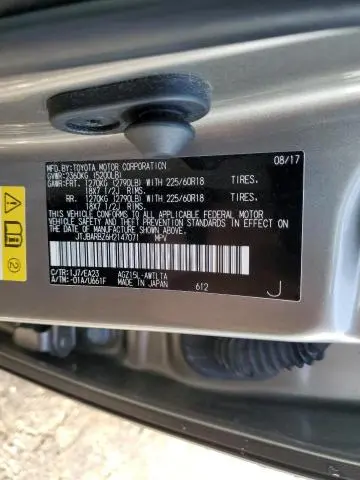 MFD.BY:TOYOTA MOTOR CORPORATION 08/17
GVWR:2360KG (5200LB)
GAWR:FRT. 1270KG (2790LB) WITH 225/60R18 TIRES.
18X7 1/2J RIMS.
RR. 1270KG (2790LB) WITH 225/60R18 TIRES.
18X7 1/2J RIMS.
THIS VEHICLE CONFORMS TO ALL APPLICABLE FEDERAL MOTOR
VEHICLE SAFETY AND THEFT PREVENTION STANDARDS IN EFFECT ON
THE DATE OF MANUFACTURE SHOWN ABOVE.
JTJBARBZ6H2147071 MPV
C/TR:1J7/EA23 AGZ15L-AWTLTA
A/TM:-01A/U661F MADE IN JAPAN 612 J
2